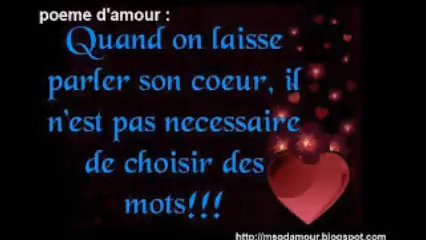 poeme d'amour :
Quand on laisse
parler son coeur, il
n'est pas necessaire
de choisir des
mots!!!
http://msgdamour.blogspot.com